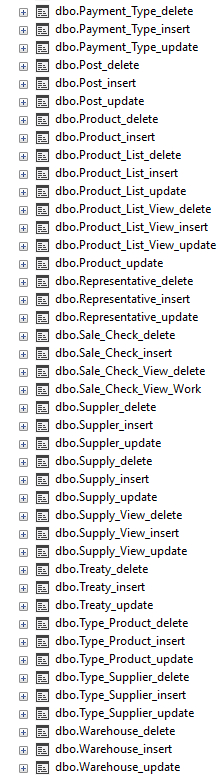 dbo.Payment_Type_delete
dbo.Payment_Type_insert
dbo.Payment_Type_update
dbo.Post_delete
dbo.Post_insert
dbo.Post_update
dbo.Product_delete
dbo.Product_insert
dbo.Product_List_delete
dbo.Product_List_insert
dbo.Product_List_update
dbo.Product_List_View_delete
dbo.Product_List_View_insert
dbo.Product_List_View_update
dbo.Product_update
dbo.Representative_delete
dbo.Representative_insert
dbo.Representative_update
dbo.Sale_Check_delete
dbo.Sale_Check_insert
dbo.Sale_Check_View_delete
dbo.Sale_Check_View_Work
dbo.Suppler_delete
dbo.Suppler_insert
dbo.Suppler_update
dbo.Supply_delete
dbo.Supply_insert
dbo.Supply_update
dbo.Supply_View_delete
dbo.Supply_View_insert
dbo.Supply_View_update
dbo.Treaty_delete
dbo.Treaty_insert
dbo.Treaty_update
dbo.Type_Product_delete
dbo.Type_Product_insert
dbo.Type_Product_update
dbo.Type_Supplier_delete
dbo.Type_Supplier_insert
dbo.Type_Supplier_update
dbo.Warehouse_delete
dbo.Warehouse_insert
dbo.Warehouse_update